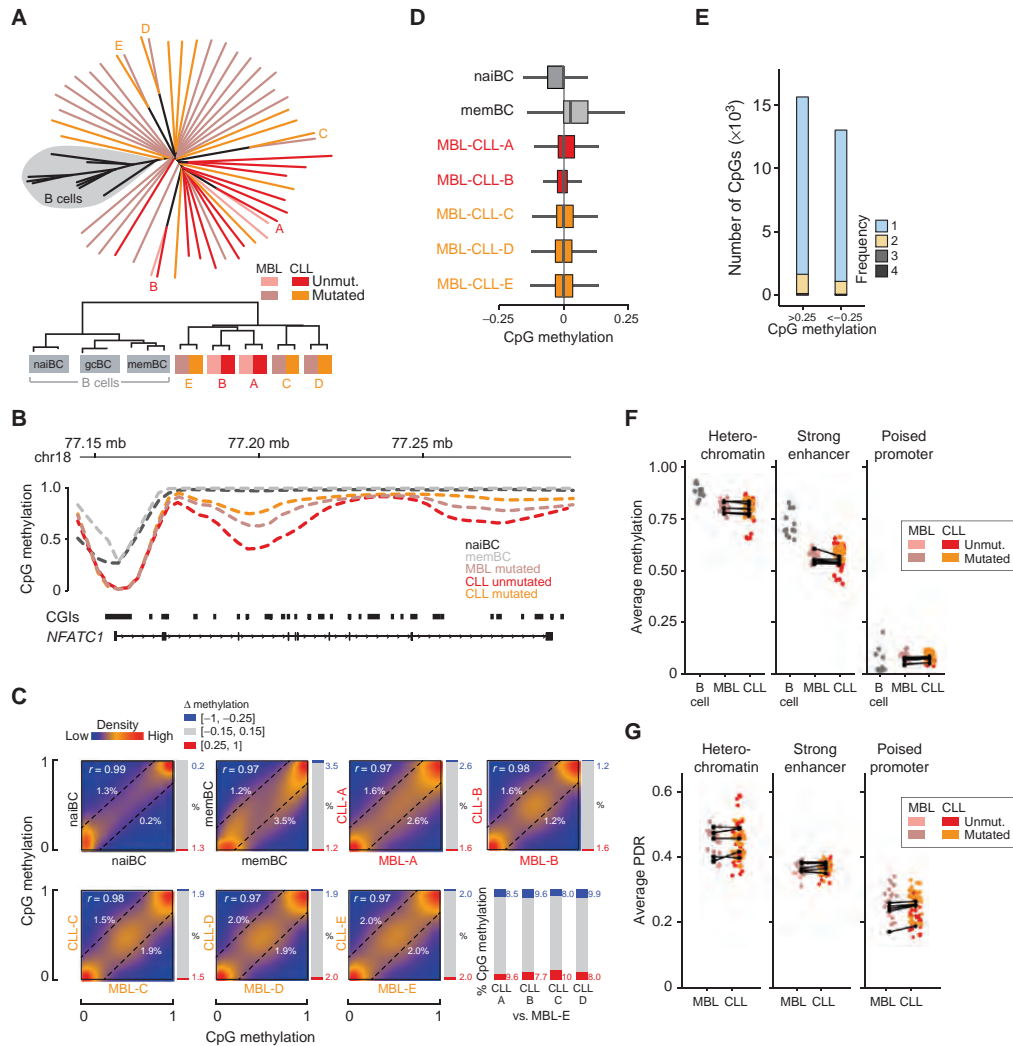 A
D
E
C
B cells
A
B
MBL CLL
Unmut.
Mutated
naiBC
gcBC
memBC
B cells
E
B
A
C
D
B
77.15 mb
77.20 mb
77.25 mb
chr18
CpG methylation
1.0
0.5
0
naiBC
memBC
MBL mutated
CLL unmutated
CLL mutated
CGIs
NFATC1
C
Density
Low
High
Δ methylation
[−1, −0.25]
[−0.15, 0.15]
[0.25, 1]
CpG methylation
1
0
naiBC
r = 0.99
1.3%
0.2%
naiBC
0.2
%
1.3
memBC
r = 0.97
1.2%
3.5%
memBC
3.5
%
1.2
CLL-A
r = 0.97
1.6%
2.6%
MBL-A
2.6
%
1.6
CLL-B
r = 0.98
1.6%
1.2%
MBL-B
1.2
%
1.6
1
0
CLL-C
r = 0.98
1.5%
1.9%
MBL-C
1.9
%
1.5
CLL-D
r = 0.97
2.0%
1.9%
MBL-D
1.9
%
2.0
CLL-E
r = 0.97
2.0%
2.0%
MBL-E
2.0
%
2.0
% CpG methylation
8.5
9.6
8.0
9.9
9.6
7.7
10
8.0
CLL CLL CLL CLL
A B C D
vs. MBL-E
0 1
0 1
0 1
CpG methylation
D
naiBC
memBC
MBL-CLL-A
MBL-CLL-B
MBL-CLL-C
MBL-CLL-D
MBL-CLL-E
−0.25 0 0.25
CpG methylation
E
Number of CpGs (×10³)
15
10
5
0
>0.25
<−0.25
CpG methylation
Frequency
1
2
3
4
F
Hetero-
chromatin
Strong
enhancer
Poised
promoter
Average methylation
1.00
0.75
0.50
0.25
0
B
cell
MBL CLL
B
cell
MBL CLL
B
cell
MBL CLL
MBL CLL
Unmut.
Mutated
G
Hetero-
chromatin
Strong
enhancer
Poised
promoter
Average PDR
0.6
0.4
0.2
0
MBL CLL
MBL CLL
MBL CLL
MBL CLL
Unmut.
Mutated